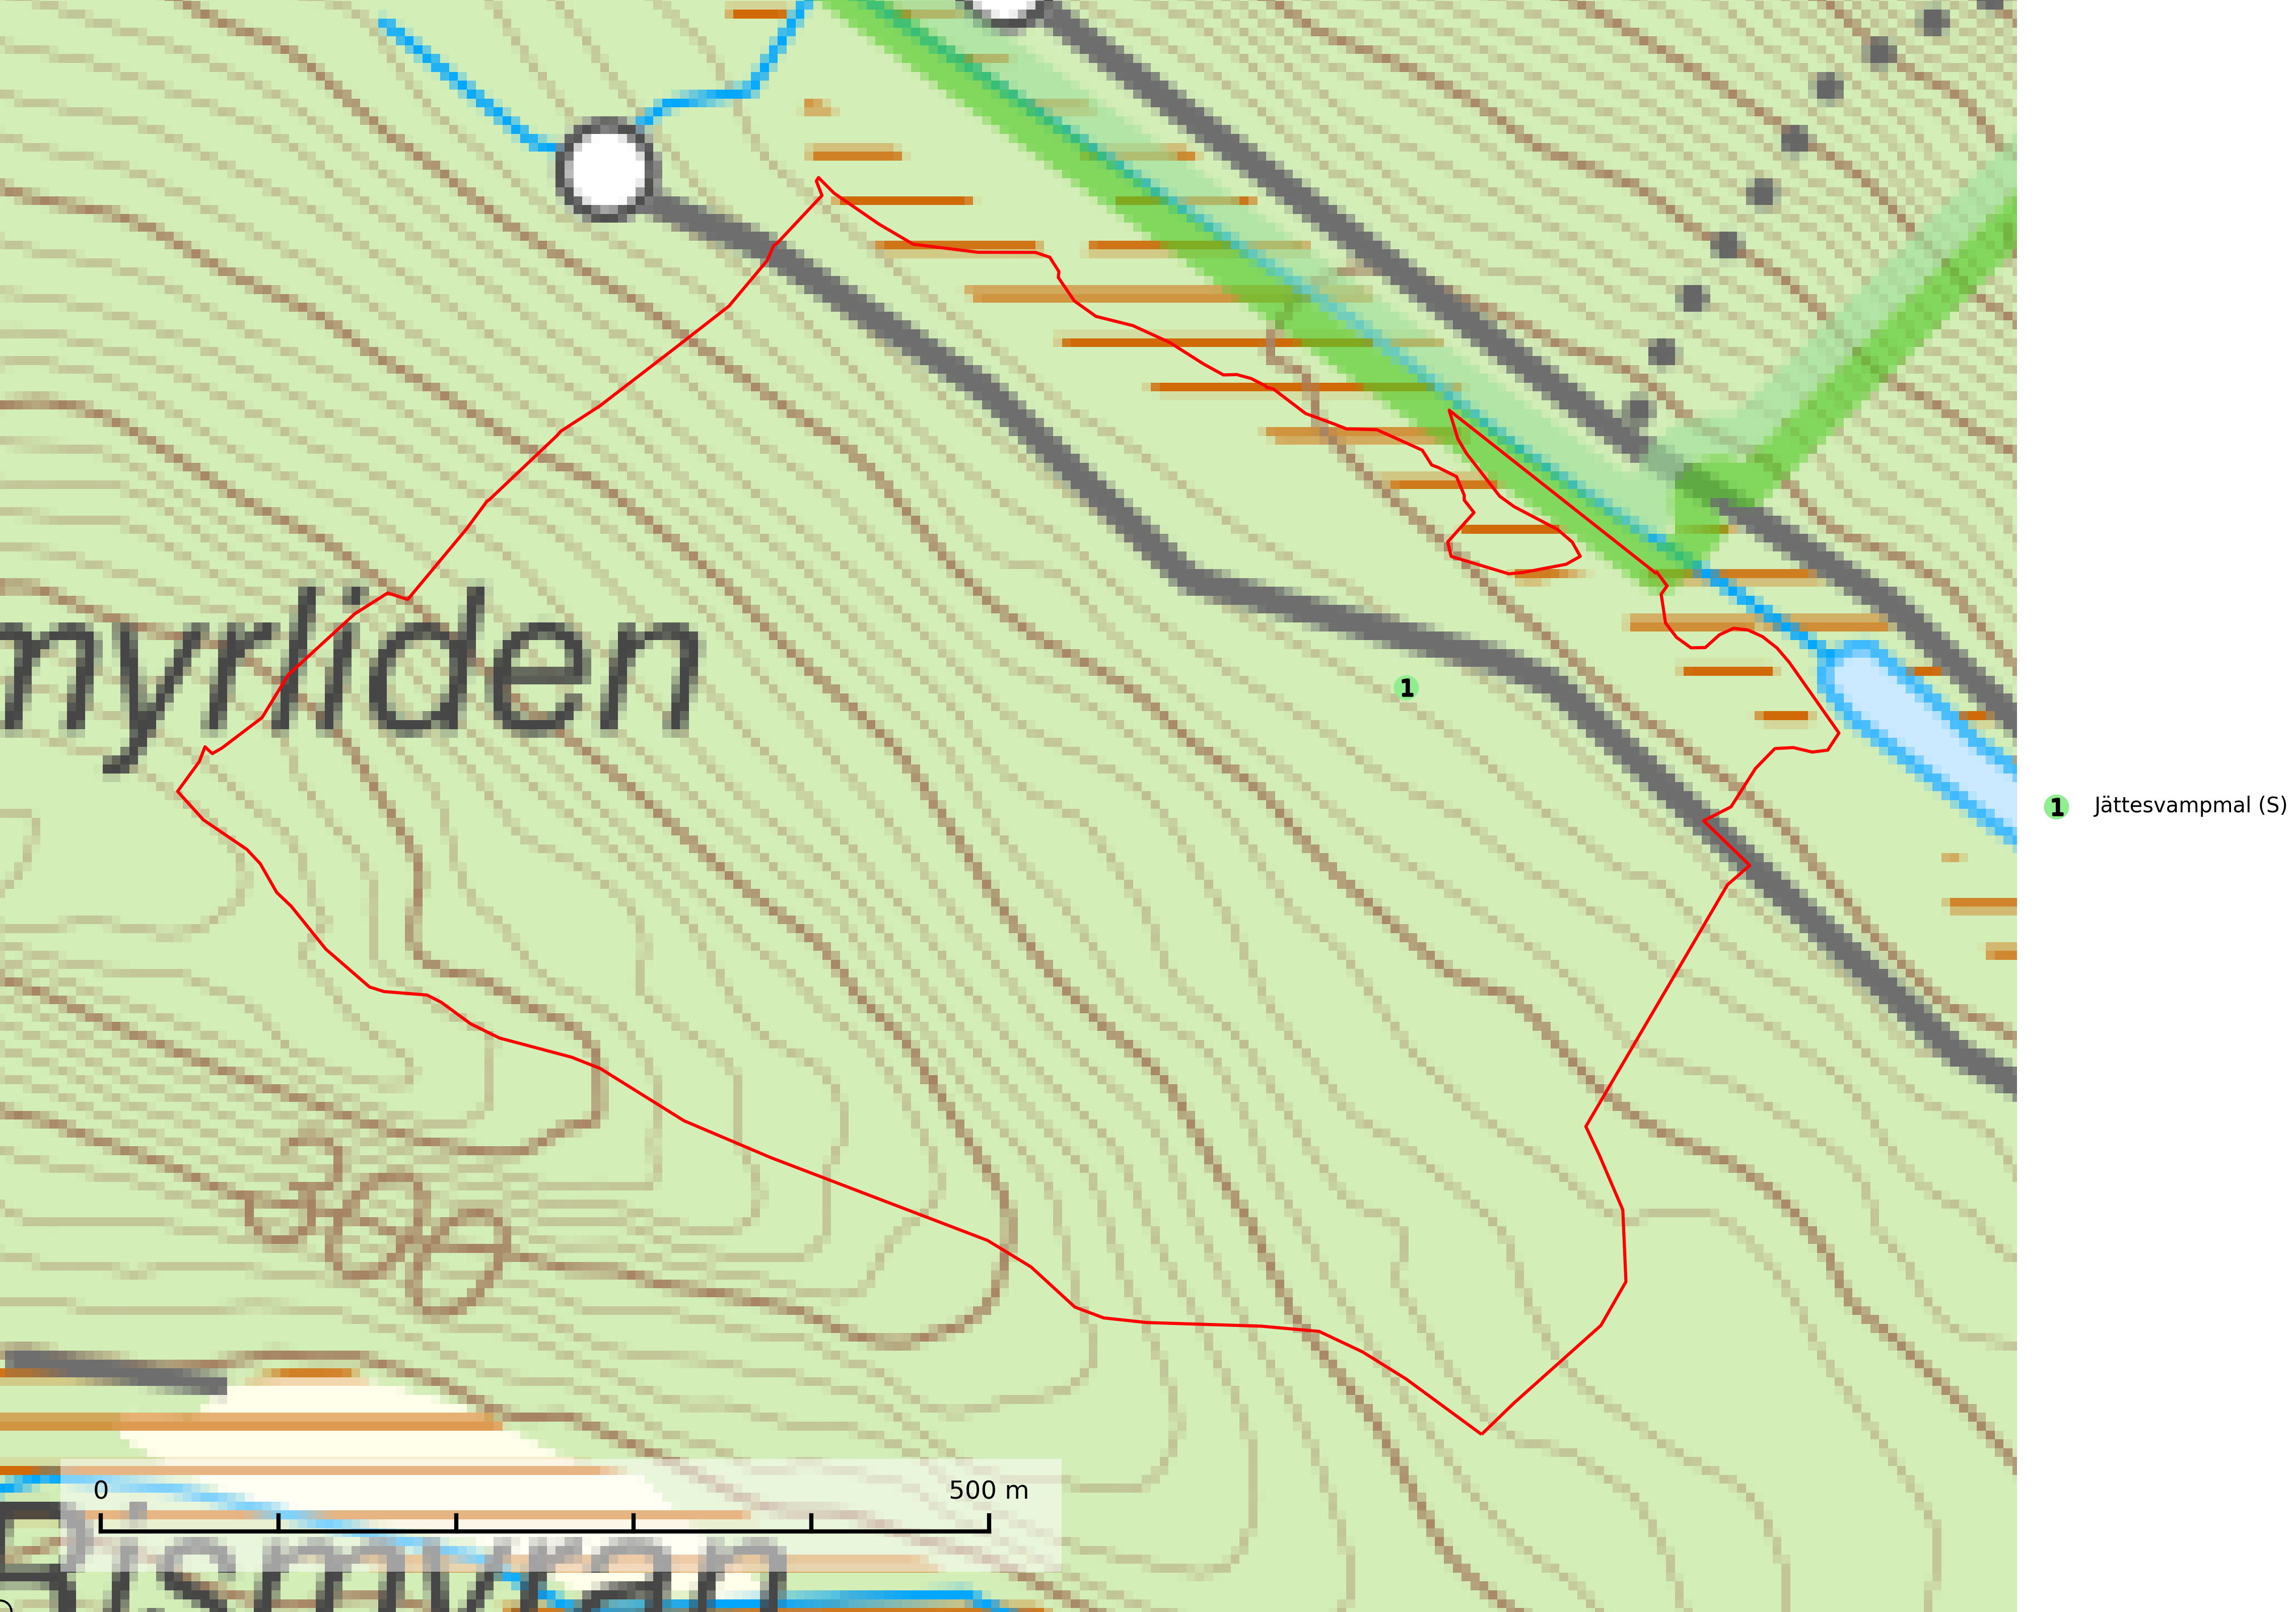 myrliden
1
1 Jättesvampmal (S)
300
0 500 m
Rismyran